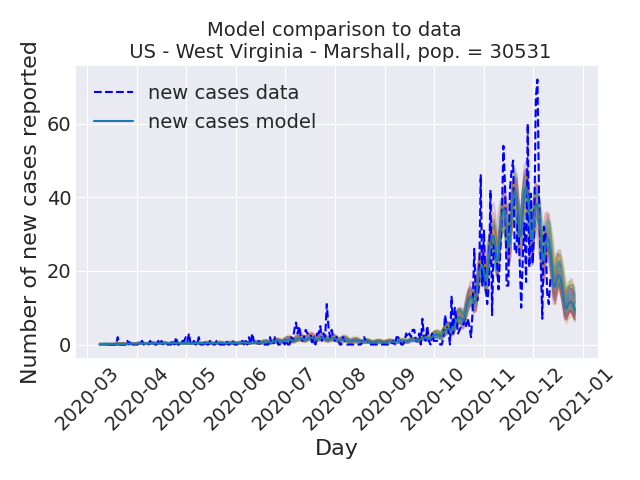 Model comparison to data
US - West Virginia - Marshall, pop. = 30531
new cases data
new cases model
Number of new cases reported
60
40
20
0
2020-03
2020-04
2020-05
2020-06
2020-07
2020-08
2020-09
2020-10
2020-11
2020-12
2021-01
Day